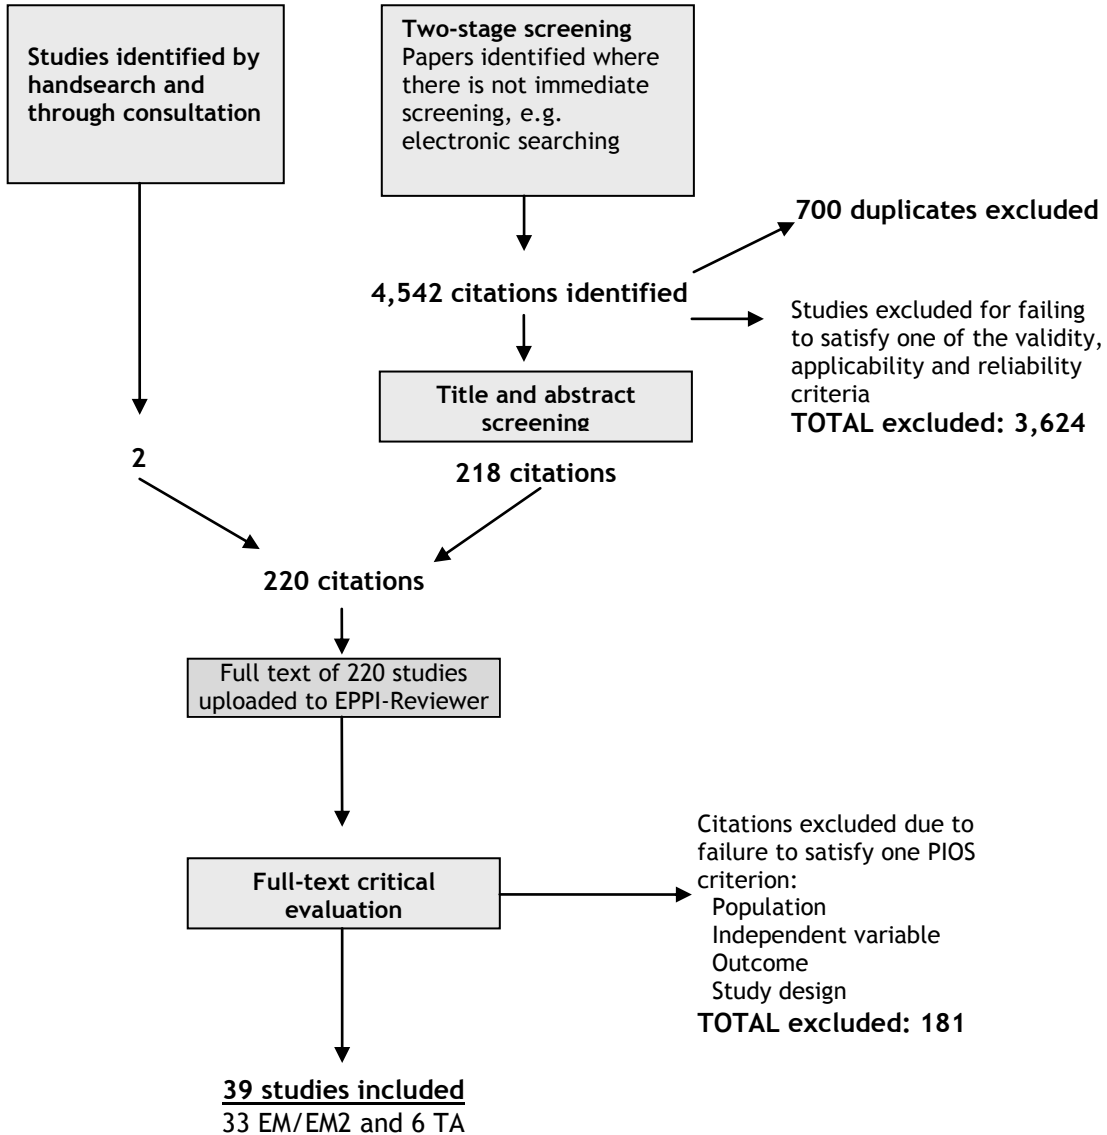 Studies identified by
handsearch and
through consultation
Two-stage screening
Papers identified where
there is not immediate
screening, e.g.
electronic searching
700 duplicates excluded
4,542 citations identified
Studies excluded for failing
to satisfy one of the validity,
applicability and reliability
criteria
TOTAL excluded: 3,624
Title and abstract
screening
2
218 citations
220 citations
Full text of 220 studies
uploaded to EPPI-Reviewer
Full-text critical
evaluation
Citations excluded due to
failure to satisfy one PIOS
criterion:
Population
Independent variable
Outcome
Study design
TOTAL excluded: 181
39 studies included
33 EM/EM2 and 6 TA